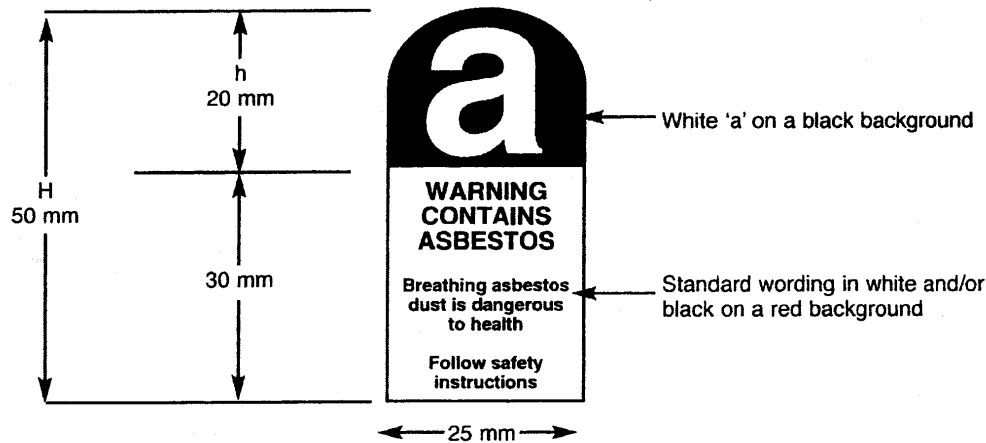 h
20 mm
H
50 mm
30 mm
a
WARNING
CONTAINS
ASBESTOS
Breathing asbestos
dust is dangerous
to health
Follow safety
instructions
25 mm
White ‘a’ on a black background
Standard wording in white and/or
black on a red background